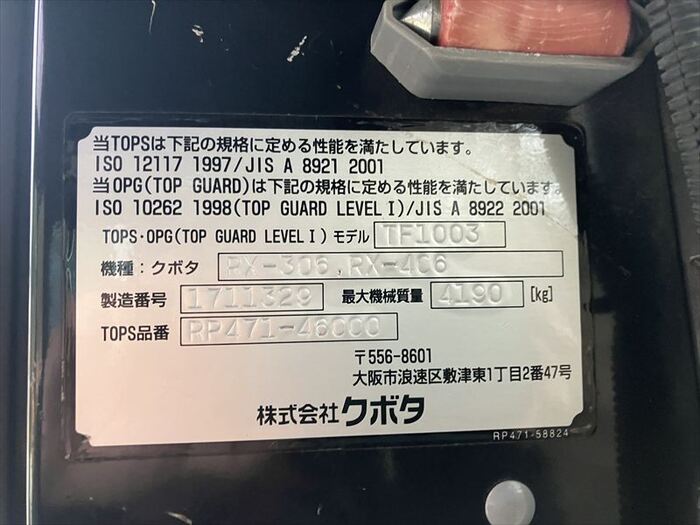 当TOPSは下記の規格に定める性能を満たしています。
ISO 12117 1997/JIS A 8921 2001
当OPG(TOP GUARD)は下記の規格に定める性能を満たしています。
ISO 10262 1998(TOP GUARD LEVEL I)/JIS A 8922 2001
TOPS・OPG(TOP GUARD LEVEL I) モデル TF1003
機種：クボタ RX-306,RX-406
製造番号 1711329 最大機械質量 4190 [kg]
TOPS品番 RP471-46000
〒556-8601
大阪市浪速区敷津東1丁目2番47号
株式会社クボタ
RP471-58824